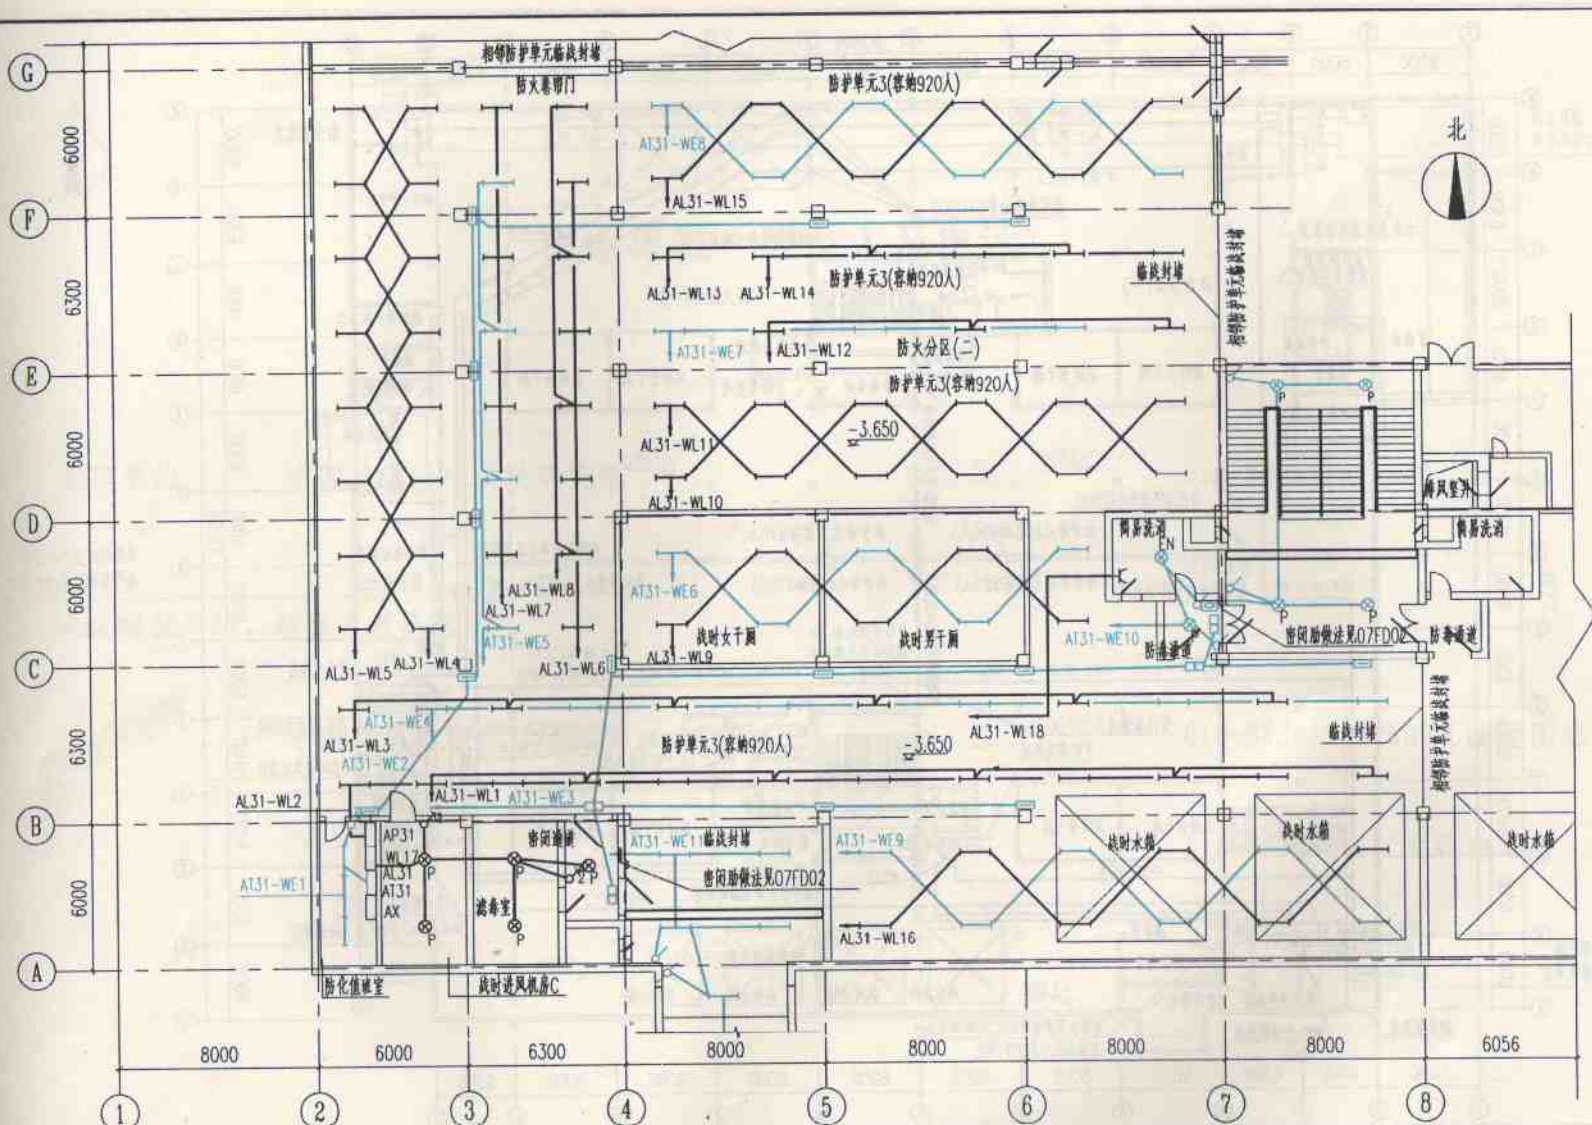 相邻防护单元临战封堵
G
防火卷帘门
防护单元3(容纳920人)
北
6000
AT31-WE8
AL31-WL15
F
相邻防护单元临战封堵
临战封堵
防护单元3(容纳920人)
AL31-WL13
AL31-WL14
6300
AT31-WE7
AL31-WL12
防火分区(二)
E
防护单元3(容纳920人)
P
P
-3.650
AL31-WL11
6000
AL31-WL10
排风竖井
D
简易洗消
N
K
简易洗消
6000
AL31-WL8
AL31-WL7
AT31-WE6
AT31-WE5
AT31-WE10
P
P
战时女干厕
战时男干厕
密闭肋做法见07FD02
防毒通道
防毒通道
AL31-WL5
AL31-WL4
AL31-WL6
AL31-WL9
C
AT31-WE4
AL31-WL3
AL31-WL18
临战封堵
相邻防护单元临战封堵
防护单元3(容纳920人)
-3.650
6300
AT31-WE2
AL31-WL2
AL31-WL1
AT31-WE3
B
AP31
WL17
AL31
AT31
AX
密闭通道
AT31-WE11
临战封堵
AT31-WE9
战时水箱
战时水箱
战时水箱
P
P
2
P
AT31-WE1
密闭肋做法见07FD02
滤毒室
6000
P
P
AL31-WL16
A
防化值班室
战时进风机房C
8000
6000
6300
8000
8000
8000
8000
6056
1
2
3
4
5
6
7
8